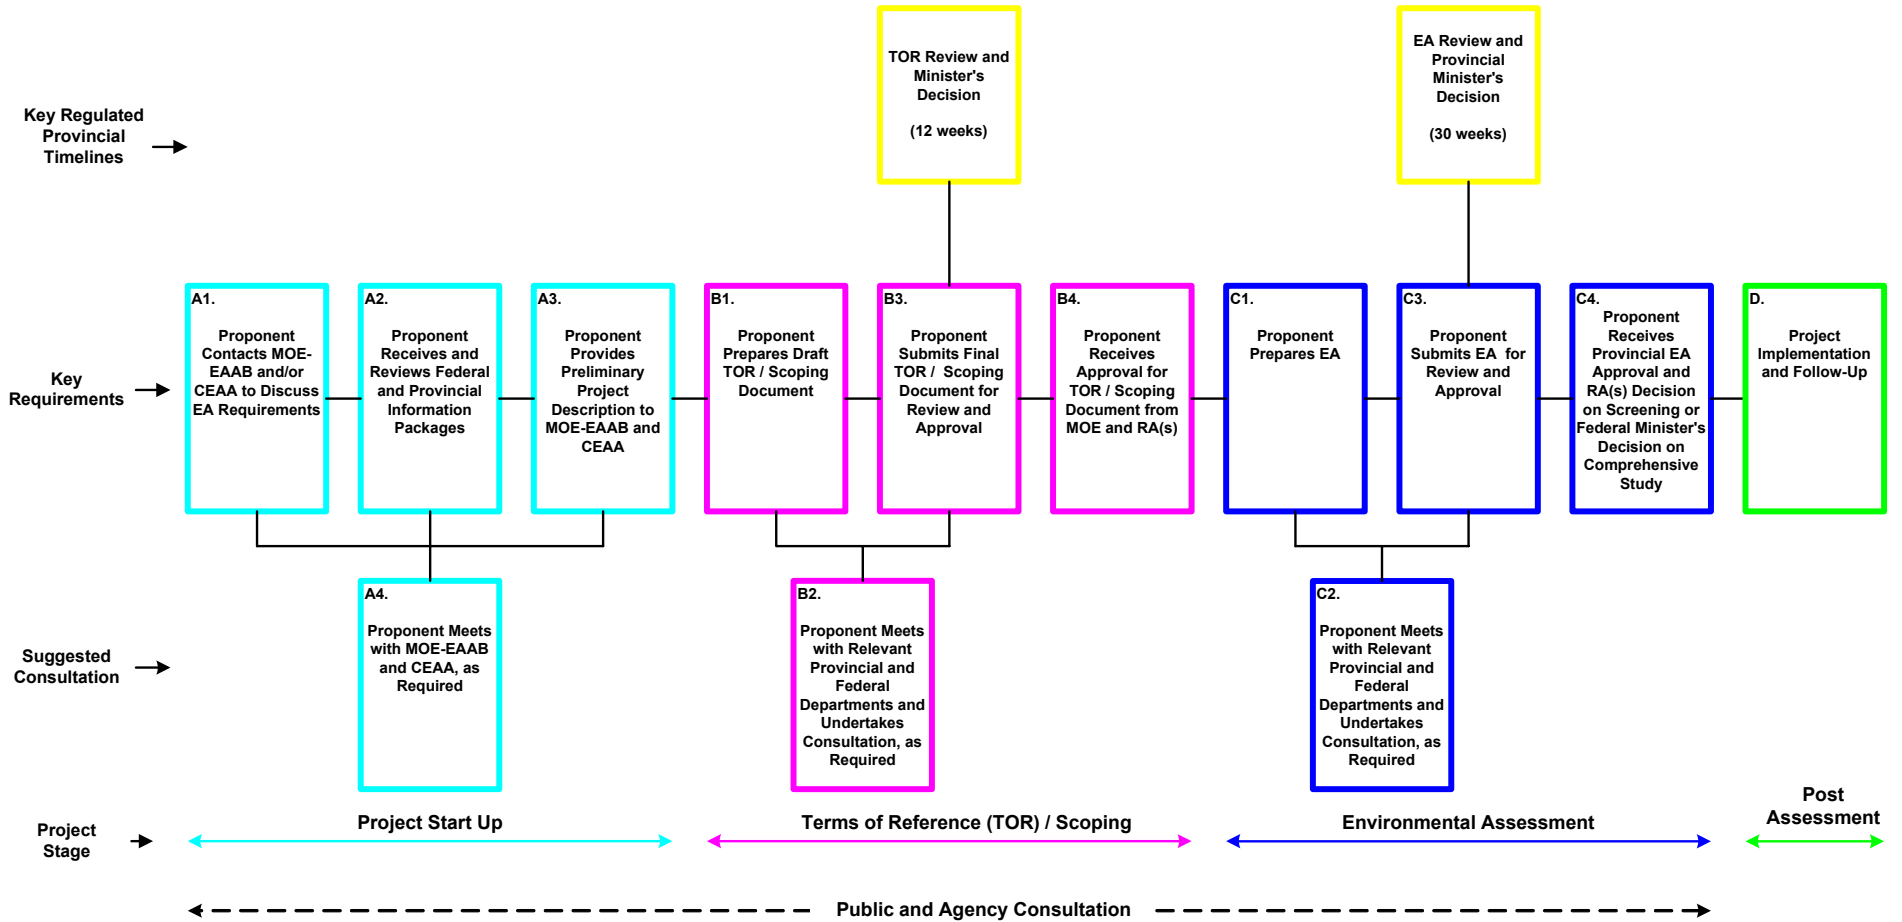 TOR Review and
Minister's
Decision
(12 weeks)
EA Review and
Provincial
Minister's
Decision
(30 weeks)
Key Regulated
Provincial
Timelines
A1.
Proponent
Contacts MOE-
EAAB and/or
CEAA to Discuss
EA Requirements
A2.
Proponent
Receives and
Reviews Federal
and Provincial
Information
Packages
A3.
Proponent
Provides
Preliminary
Project
Description to
MOE-EAAB and
CEAA
B1.
Proponent
Prepares Draft
TOR / Scoping
Document
B3.
Proponent
Submits Final
TOR / Scoping
Document for
Review and
Approval
B4.
Proponent
Receives
Approval for
TOR / Scoping
Document from
MOE and RA(s)
C1.
Proponent
Prepares EA
C3.
Proponent
Submits EA for
Review and
Approval
C4.
Proponent
Receives
Provincial EA
Approval and
RA(s) Decision
on Screening or
Federal Minister's
Decision on
Comprehensive
Study
D.
Project
Implementation
and Follow-Up
Key
Requirements
A4.
Proponent Meets
with MOE-EAAB
and CEAA, as
Required
B2.
Proponent Meets
with Relevant
Provincial and
Federal
Departments and
Undertakes
Consultation, as
Required
C2.
Proponent Meets
with Relevant
Provincial and
Federal
Departments and
Undertakes
Consultation, as
Required
Suggested
Consultation
Project
Stage
Project Start Up
Terms of Reference (TOR) / Scoping
Environmental Assessment
Post
Assessment
Public and Agency Consultation